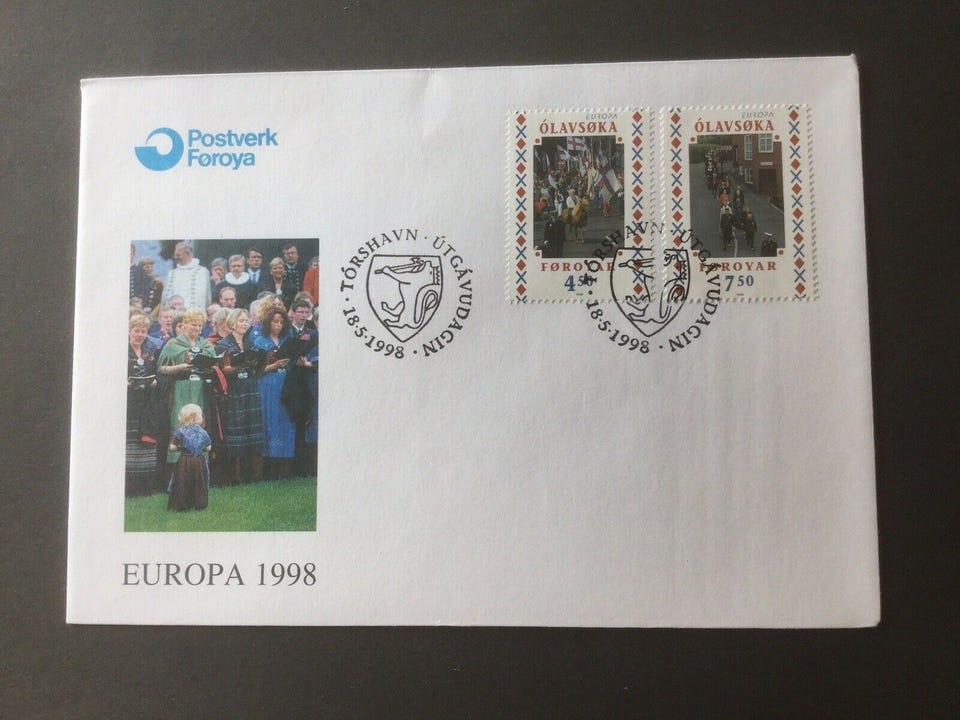 Postverk
Føroya
EUROPA
ÓLAVSØKA
FØROYAR
4
EUROPA
ÓLAVSØKA
FØROYAR
7 50
TÓRSHAVN · ÚTGÁVUDAGIN · 18·5·1998 ·
TÓRSHAVN · ÚTGÁVUDAGIN · 18·5·1998 ·
EUROPA 1998